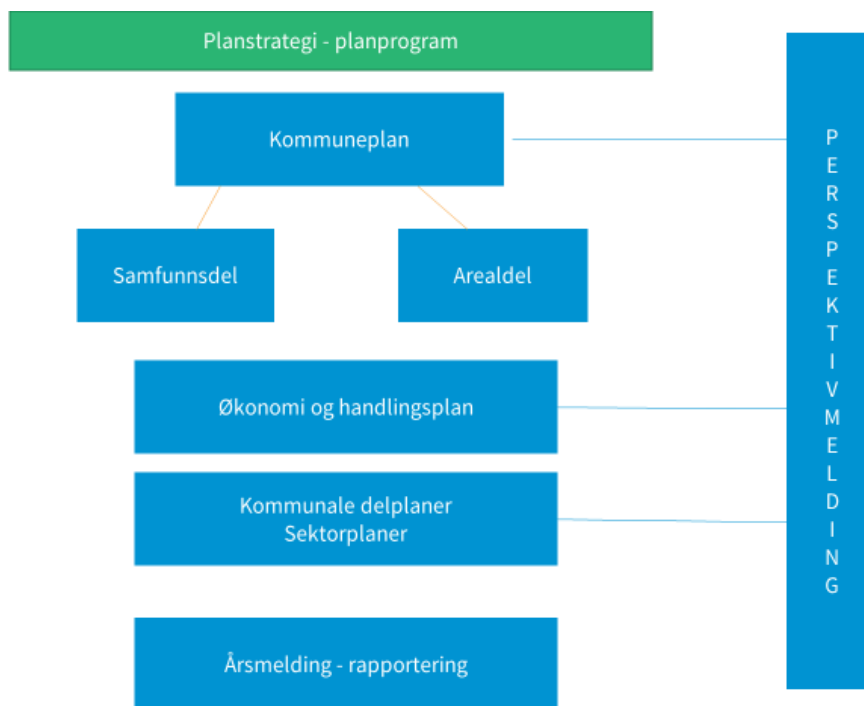 Planstrategi - planprogram
Kommuneplan
Samfunnsdel
Arealdel
Økonomi og handlingsplan
Kommunale delplaner
Sektorplaner
Årsmelding - rapportering
P
E
R
S
P
E
K
T
I
V
M
E
L
D
I
N
G